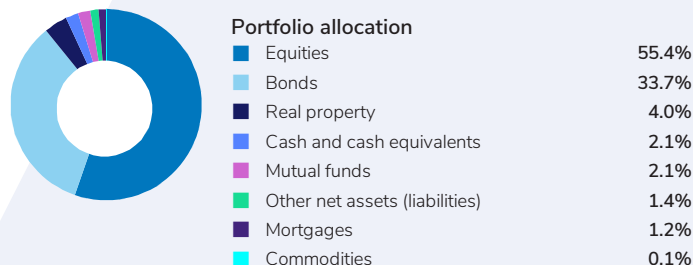 Portfolio allocation
Equities 55.4%
Bonds 33.7%
Real property 4.0%
Cash and cash equivalents 2.1%
Mutual funds 2.1%
Other net assets (liabilities) 1.4%
Mortgages 1.2%
Commodities 0.1%